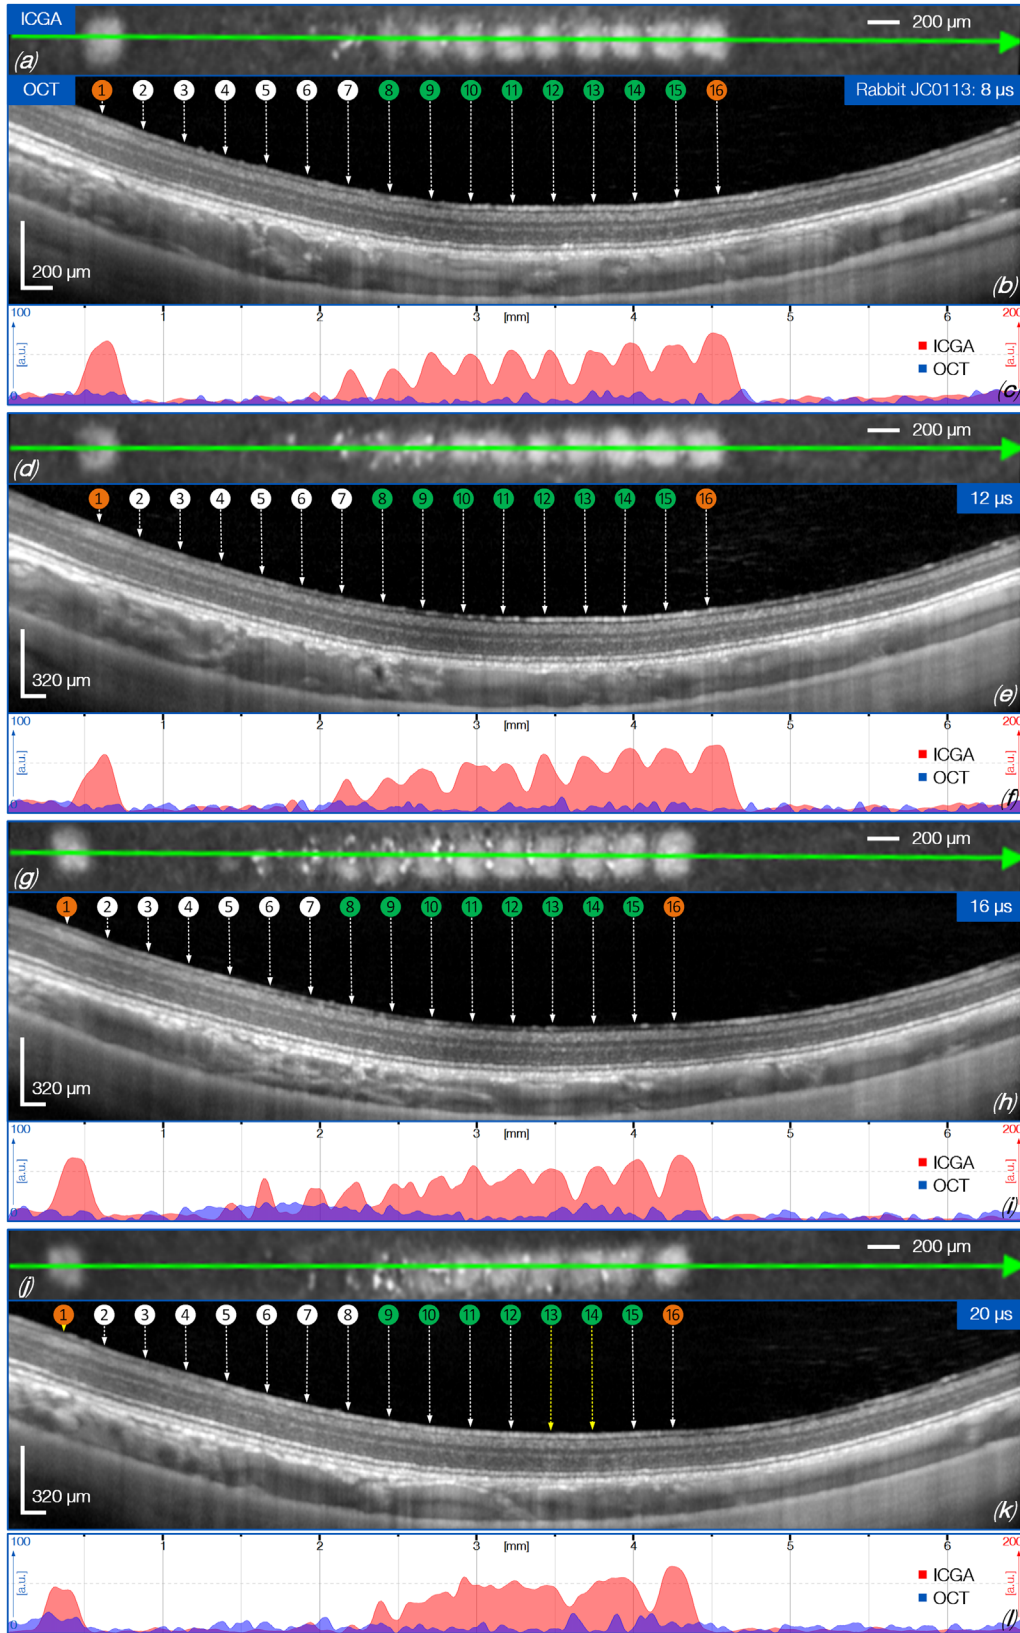 ICGA
200 µm
(a)
OCT
1 2 3 4 5 6 7 8 9 10 11 12 13 14 15 16
Rabbit JC0113: 8 µs
200 µm
(b)
100 1 2 [mm] 3 4 5 6 200
[a.u.] [a.u.]
ICGA
OCT
0 (c)
200 µm
(d)
1 2 3 4 5 6 7 8 9 10 11 12 13 14 15 16
12 µs
320 µm
(e)
100 1 2 3 [mm] 4 5 6 200
[a.u.] [a.u.]
ICGA
OCT
0 (f)
200 µm
(g)
1 2 3 4 5 6 7 8 9 10 11 12 13 14 15 16
16 µs
320 µm
(h)
100 1 2 3 [mm] 4 5 6 200
[a.u.] [a.u.]
ICGA
OCT
0 (i)
200 µm
(j)
1 2 3 4 5 6 7 8 9 10 11 12 13 14 15 16
20 µs
320 µm
(k)
100 1 2 3 [mm] 4 5 6 200
[a.u.] [a.u.]
ICGA
OCT
0 (l)